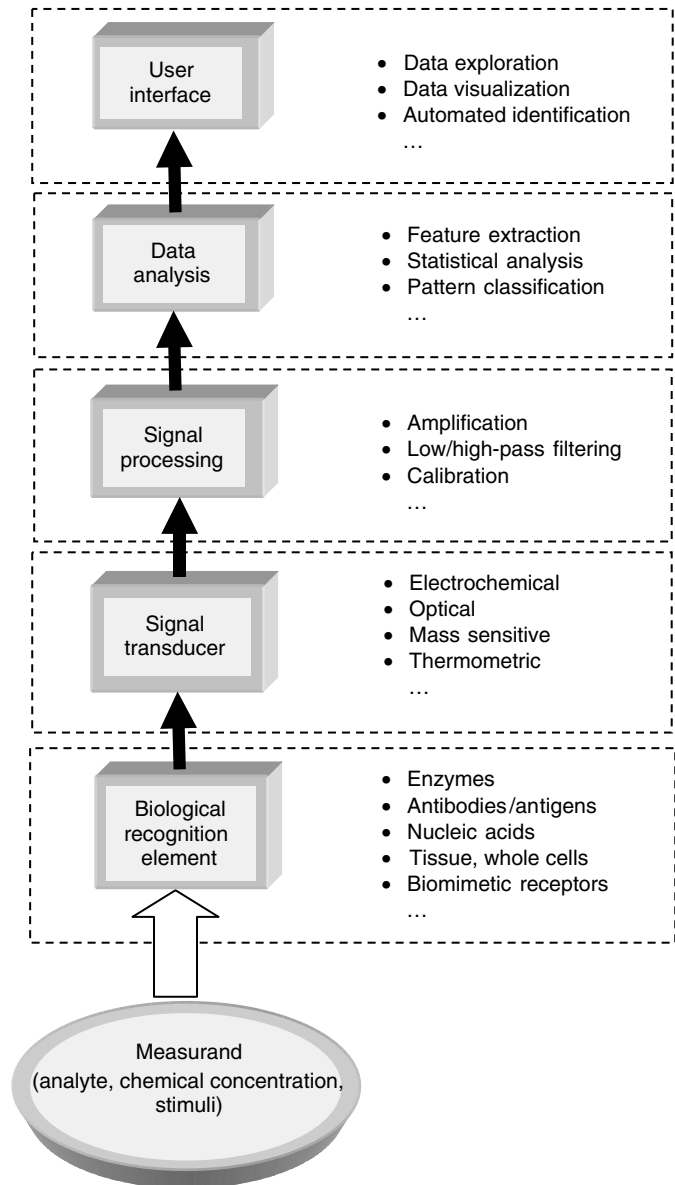 User
interface
• Data exploration
• Data visualization
• Automated identification
…
Data
analysis
• Feature extraction
• Statistical analysis
• Pattern classification
…
Signal
processing
• Amplification
• Low/high-pass filtering
• Calibration
…
Signal
transducer
• Electrochemical
• Optical
• Mass sensitive
• Thermometric
…
Biological
recognition
element
• Enzymes
• Antibodies/antigens
• Nucleic acids
• Tissue, whole cells
• Biomimetic receptors
…
Measurand
(analyte, chemical concentration,
stimuli)